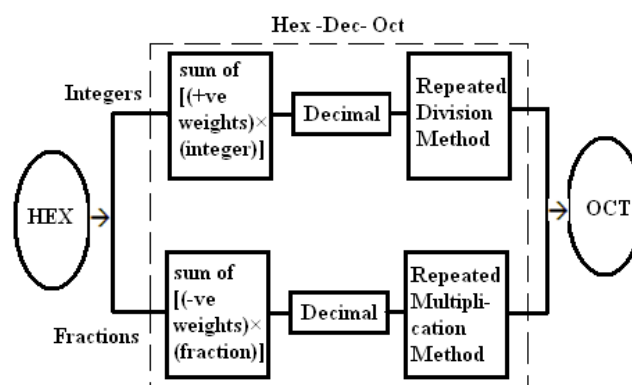 Hex -Dec- Oct
Integers
sum of
[(+ve
weights)×
(integer)]
Decimal
Repeated
Division
Method
HEX
OCT
Fractions
sum of
[(-ve
weights)×
(fraction)]
Decimal
Repeated
Multipli-
cation
Method